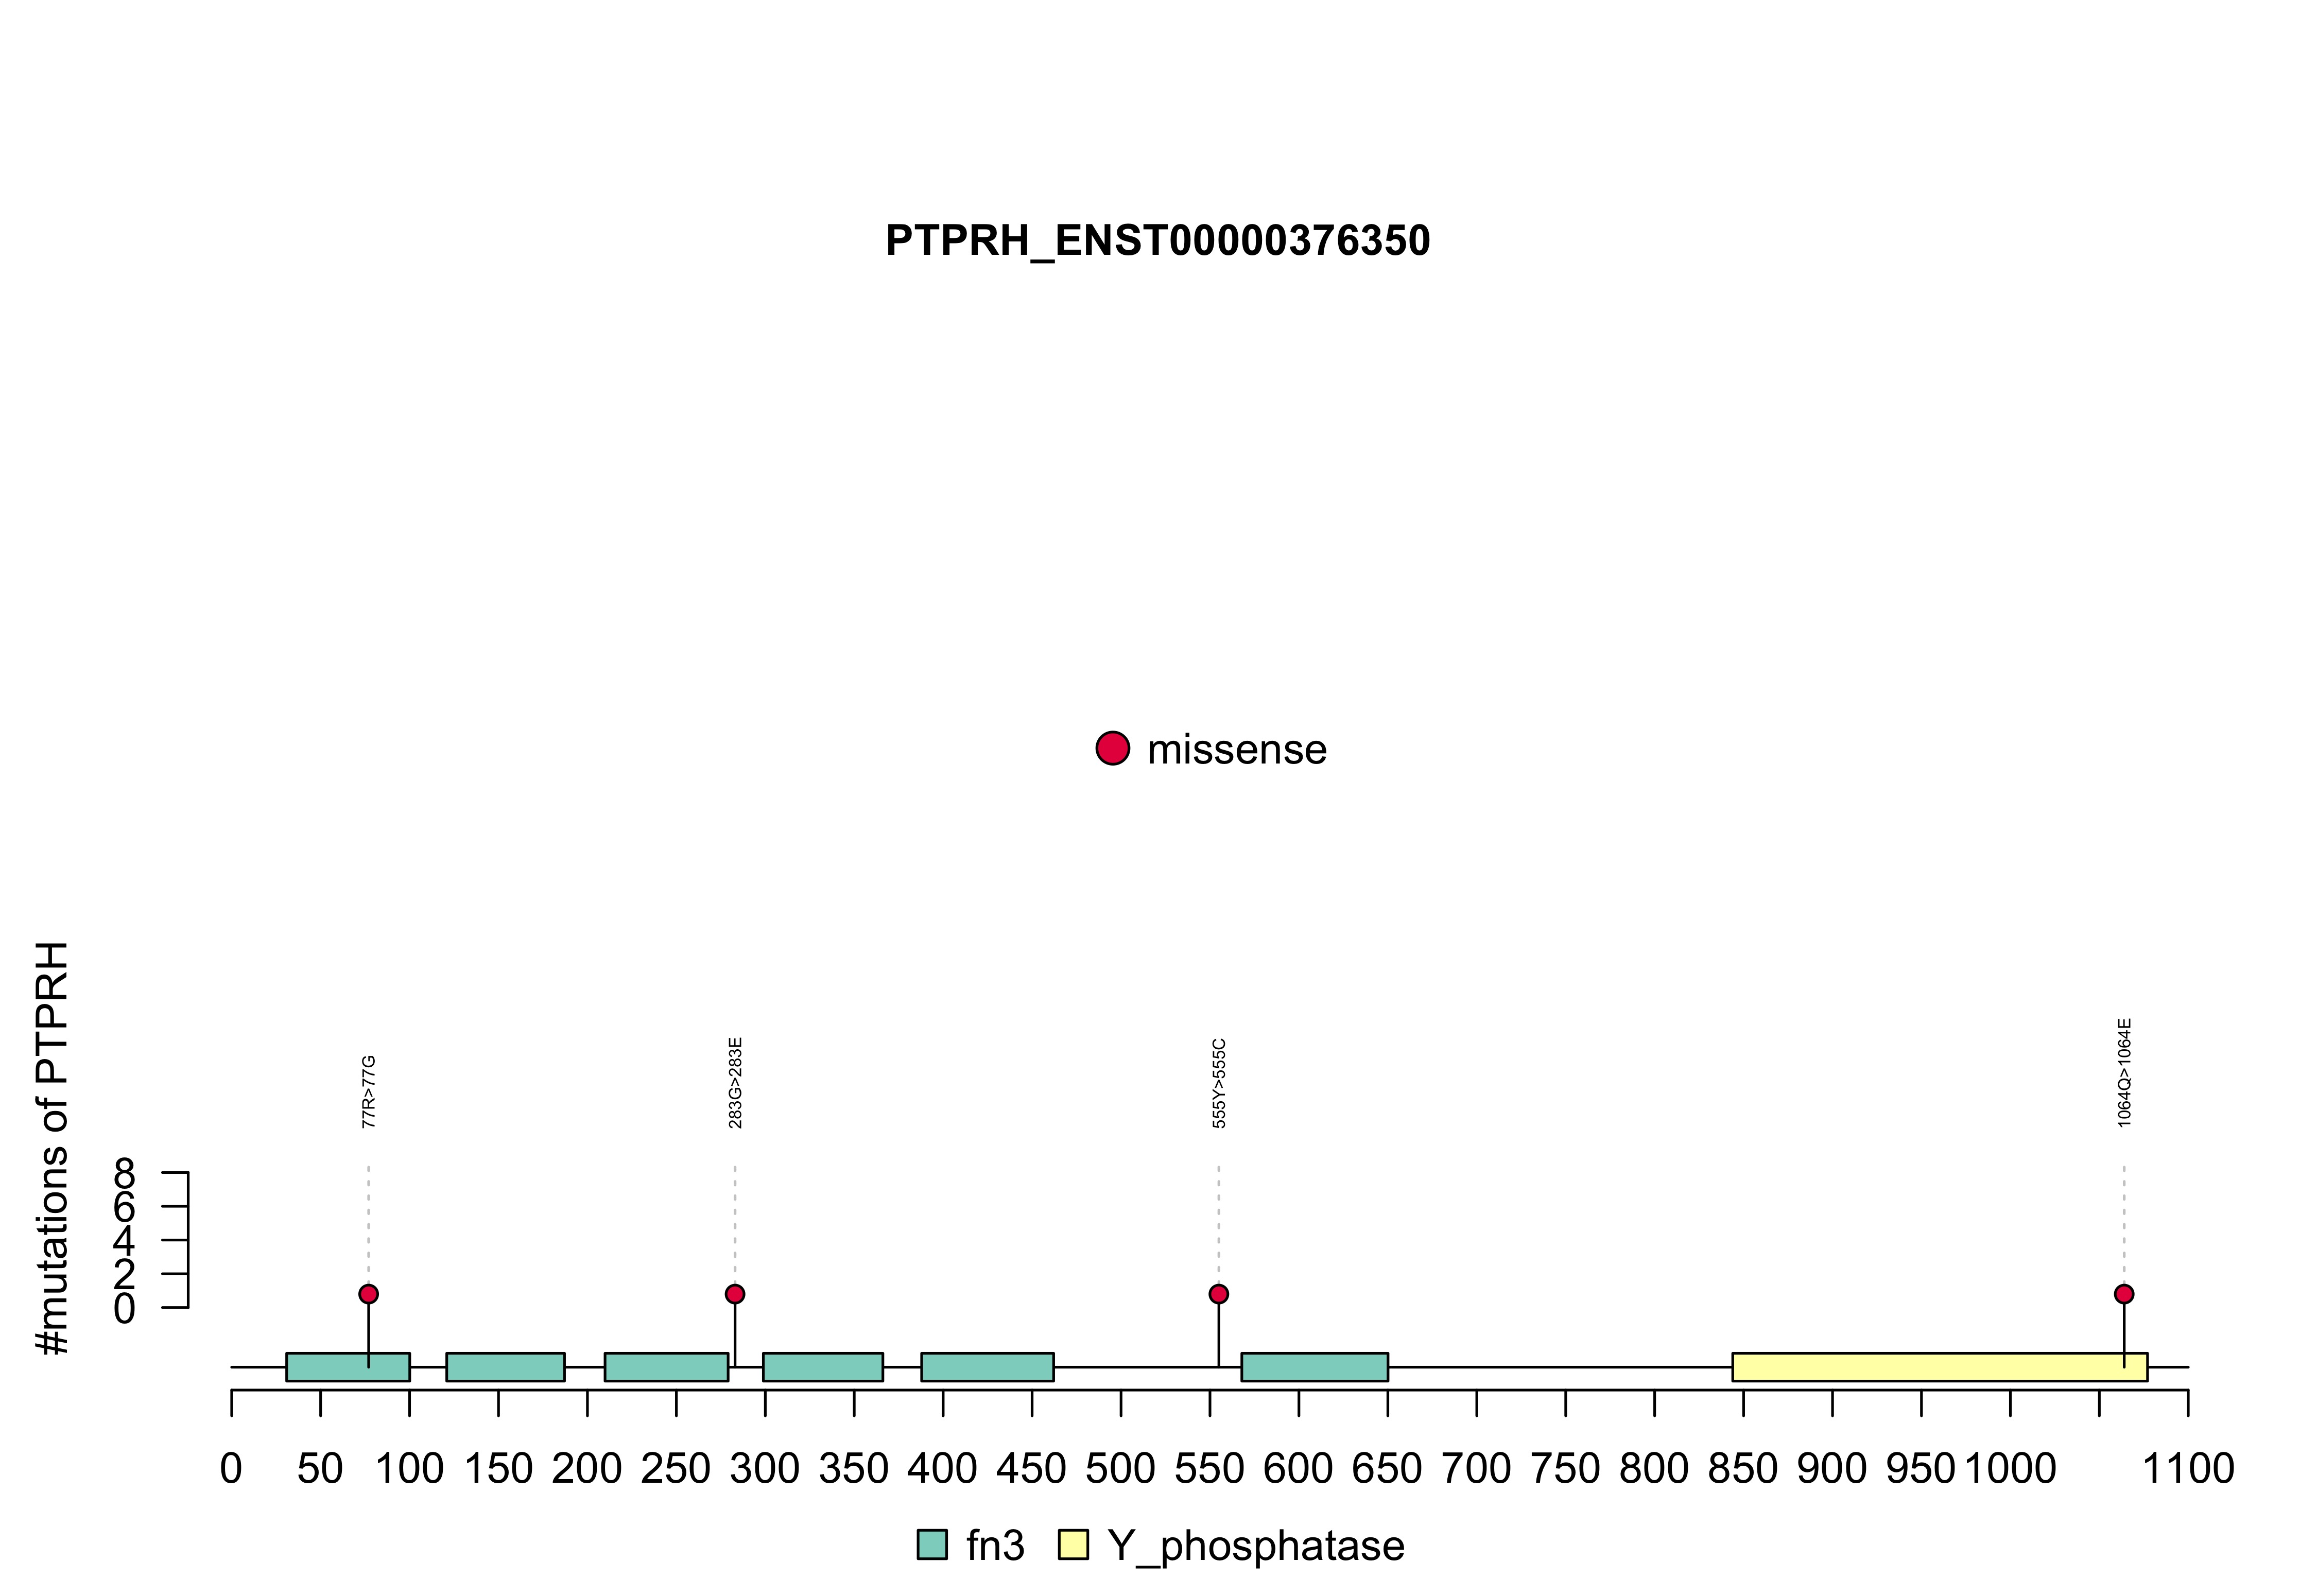 PTPRH_ENST00000376350
missense
#mutations of PTPRH
77R>77G
283G>283E
555Y>555C
1064Q>1064E
8
6
4
2
0
0 50 100 150 200 250 300 350 400 450 500 550 600 650 700 750 800 850 900 950 1000 1100
fn3 Y_phosphatase